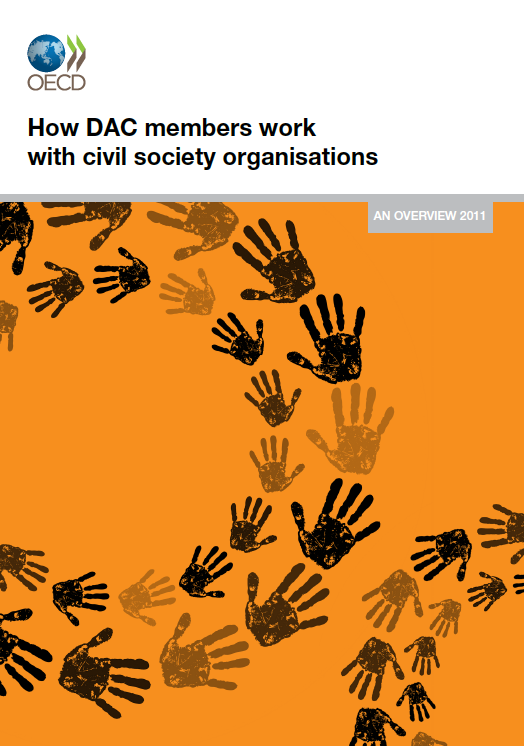 OECD
How DAC members work
with civil society organisations
AN OVERVIEW 2011